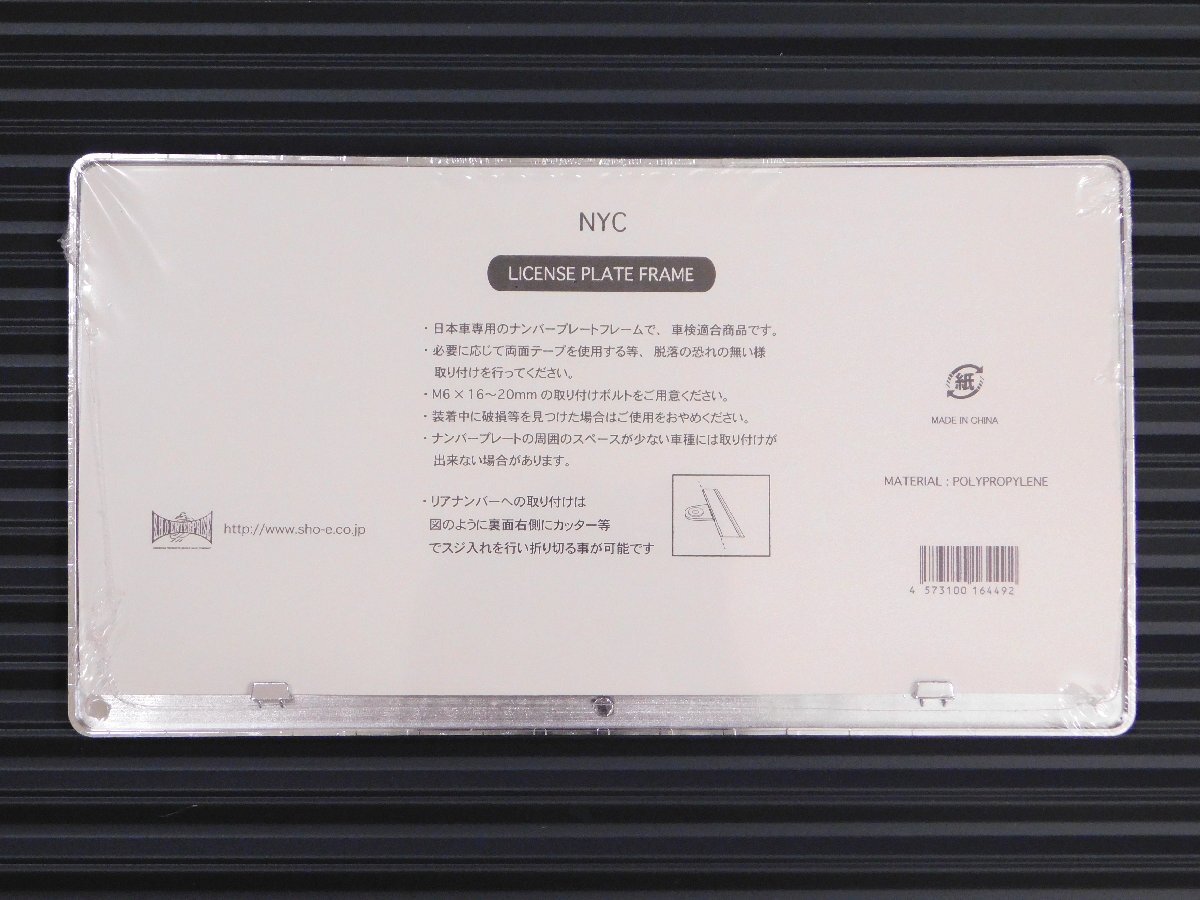 NYC
LICENSE PLATE FRAME
・日本車専用のナンバープレートフレームで、車検適合商品です。
・必要に応じて両面テープを使用する等、脱落の恐れの無い様
取り付けを行ってください。
・M6×16～20mmの取り付けボルトをご用意ください。
・装着中に破損等を見つけた場合はご使用をおやめください。
・ナンバープレートの周囲のスペースが少ない車種には取り付けが
出来ない場合があります。
・リアナンバーへの取り付けは
図のように裏面右側にカッター等
でスジ入れを行い折り切る事が可能です
SHO ENTERPRISE
http://www.sho-e.co.jp
紙
MADE IN CHINA
MATERIAL : POLYPROPYLENE
4 573100 164492